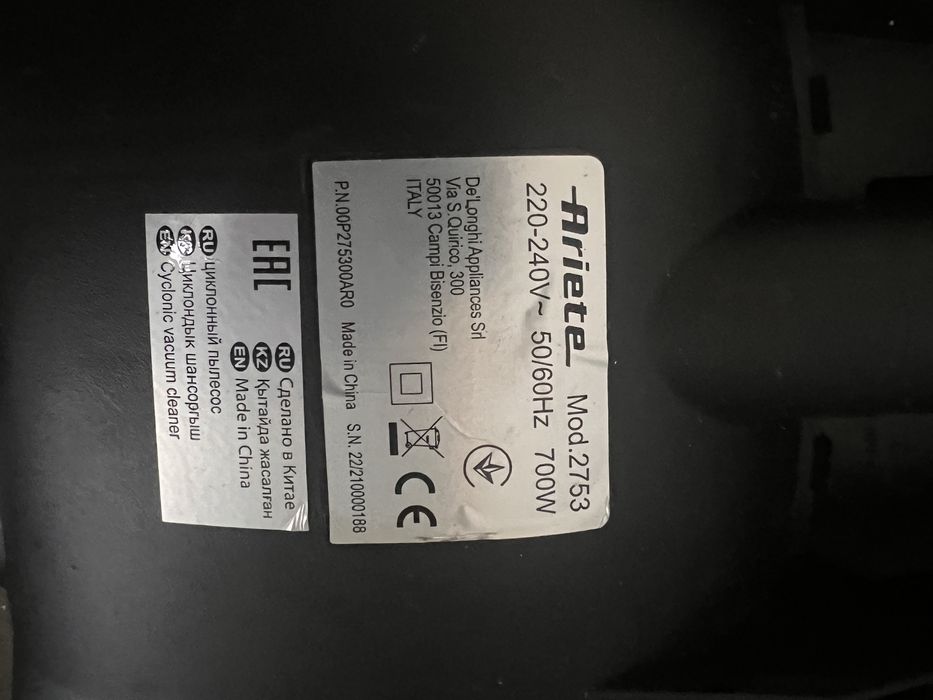 Ariete Mod.2753
220-240V~ 50/60Hz 700W
De'Longhi Appliances Srl
Via S.Quirico, 300
50013 Campi Bisenzio (FI)
ITALY
CE
P.N.00P275300AR0 Made in China S.N. 22/210000188
EAC
RU Сделано в Китае
KZ Қытайда жасалған
EN Made in China
RU циклонный пылесос
KZ Циклондық шаңсорғыш
EN Cyclonic vacuum cleaner